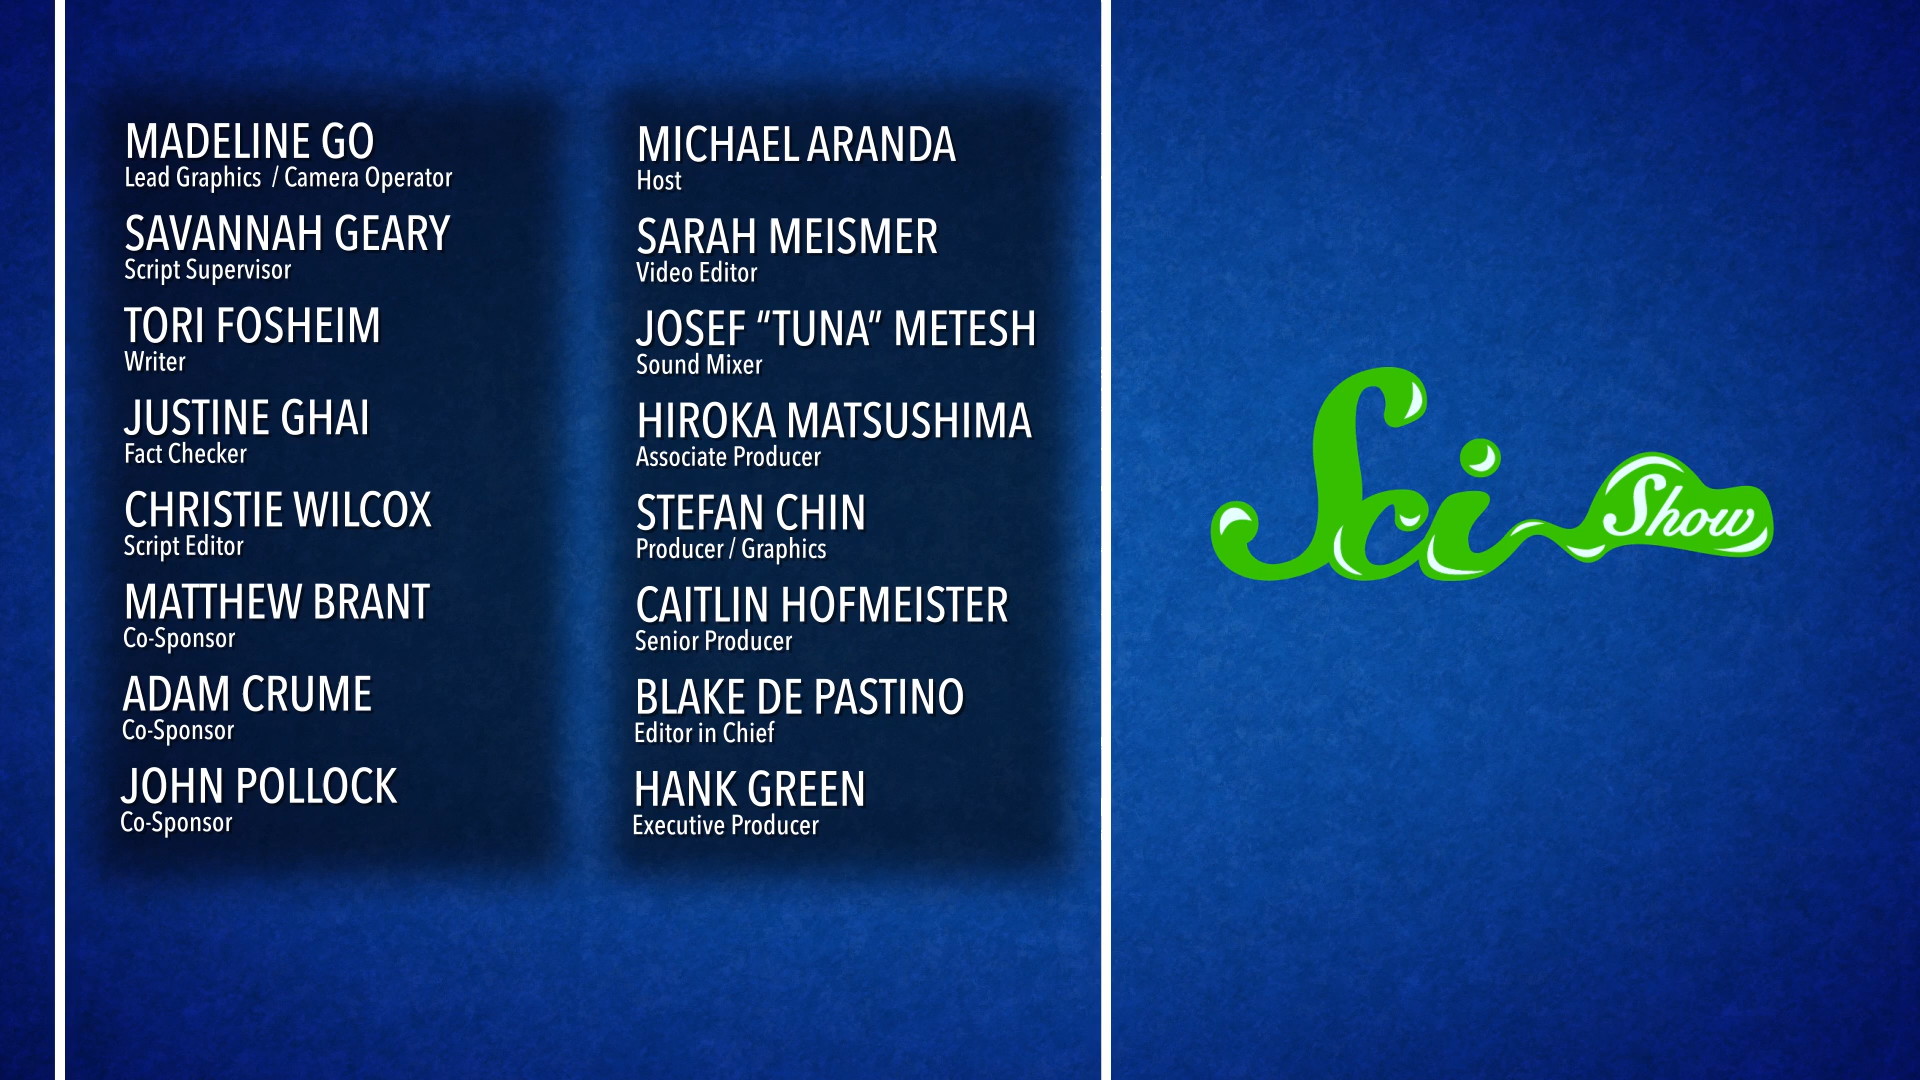 MADELINE GO
Lead Graphics / Camera Operator
SAVANNAH GEARY
Script Supervisor
TORI FOSHEIM
Writer
JUSTINE GHAI
Fact Checker
CHRISTIE WILCOX
Script Editor
MATTHEW BRANT
Co-Sponsor
ADAM CRUME
Co-Sponsor
JOHN POLLOCK
Co-Sponsor
MICHAEL ARANDA
Host
SARAH MEISMER
Video Editor
JOSEF “TUNA” METESH
Sound Mixer
HIROKA MATSUSHIMA
Associate Producer
STEFAN CHIN
Producer / Graphics
CAITLIN HOFMEISTER
Senior Producer
BLAKE DE PASTINO
Editor in Chief
HANK GREEN
Executive Producer
Sci Show